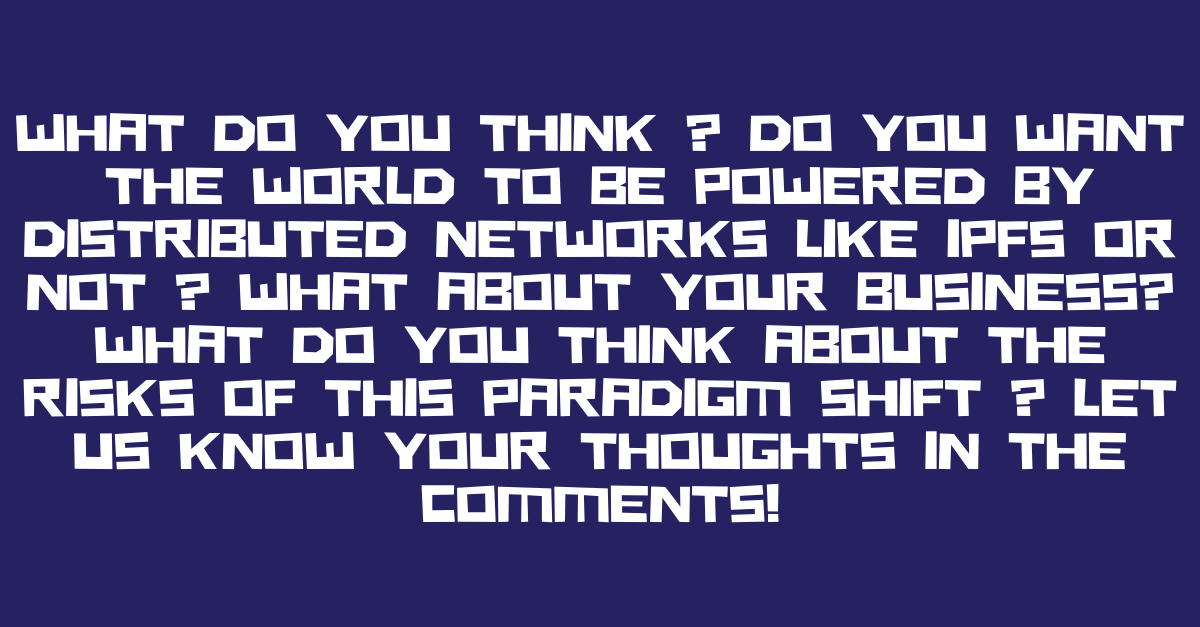 WHAT DO YOU THINK ? DO YOU WANT
THE WORLD TO BE POWERED BY
DISTRIBUTED NETWORKS LIKE IPFS OR
NOT ? WHAT ABOUT YOUR BUSINESS?
WHAT DO YOU THINK ABOUT THE
RISKS OF THIS PARADIGM SHIFT ? LET
US KNOW YOUR THOUGHTS IN THE
COMMENTS!